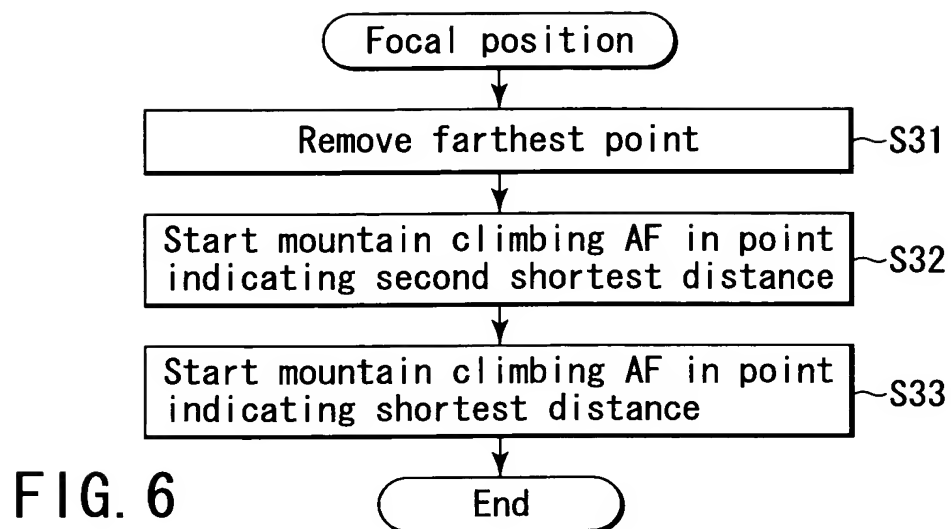 Focal position
Remove farthest point
S31
Start mountain climbing AF in point
indicating second shortest distance
S32
Start mountain climbing AF in point
indicating shortest distance
S33
End
FIG. 6